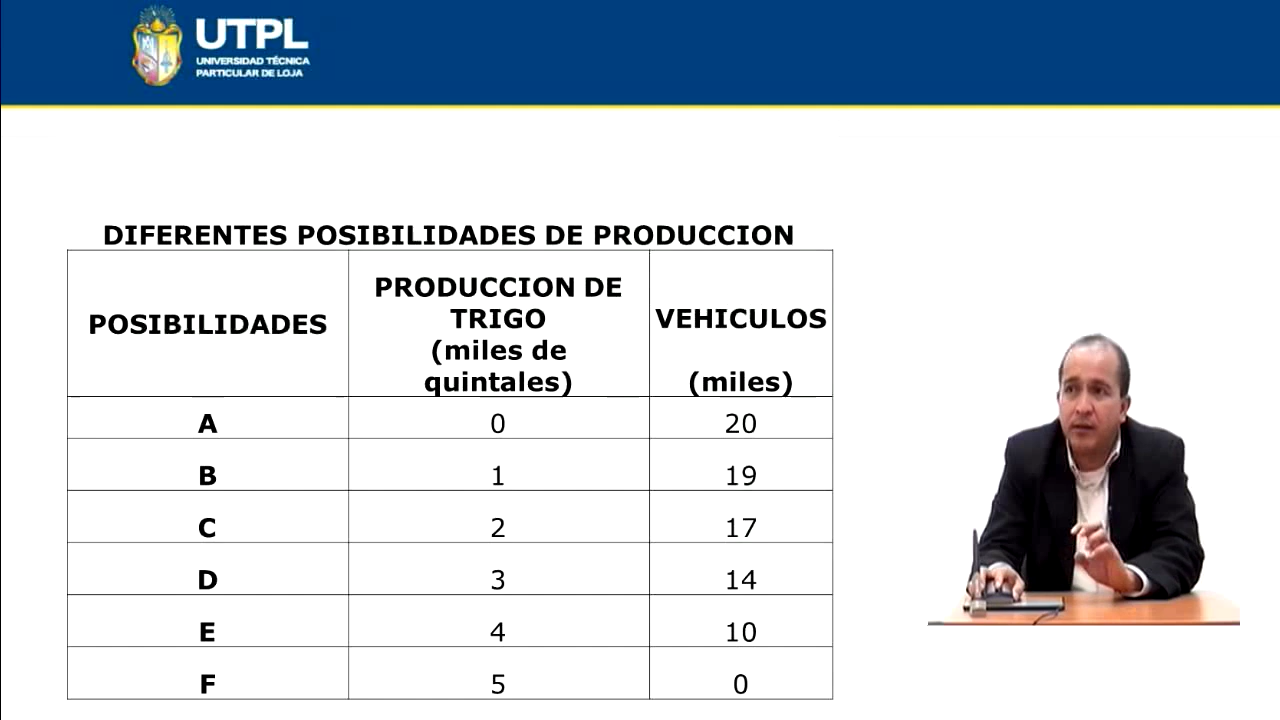 UTPL
UNIVERSIDAD TÉCNICA
PARTICULAR DE LOJA
DIFERENTES POSIBILIDADES DE PRODUCCION
POSIBILIDADES
PRODUCCION DE
TRIGO
(miles de
quintales)
VEHICULOS
(miles)
A 0 20
B 1 19
C 2 17
D 3 14
E 4 10
F 5 0